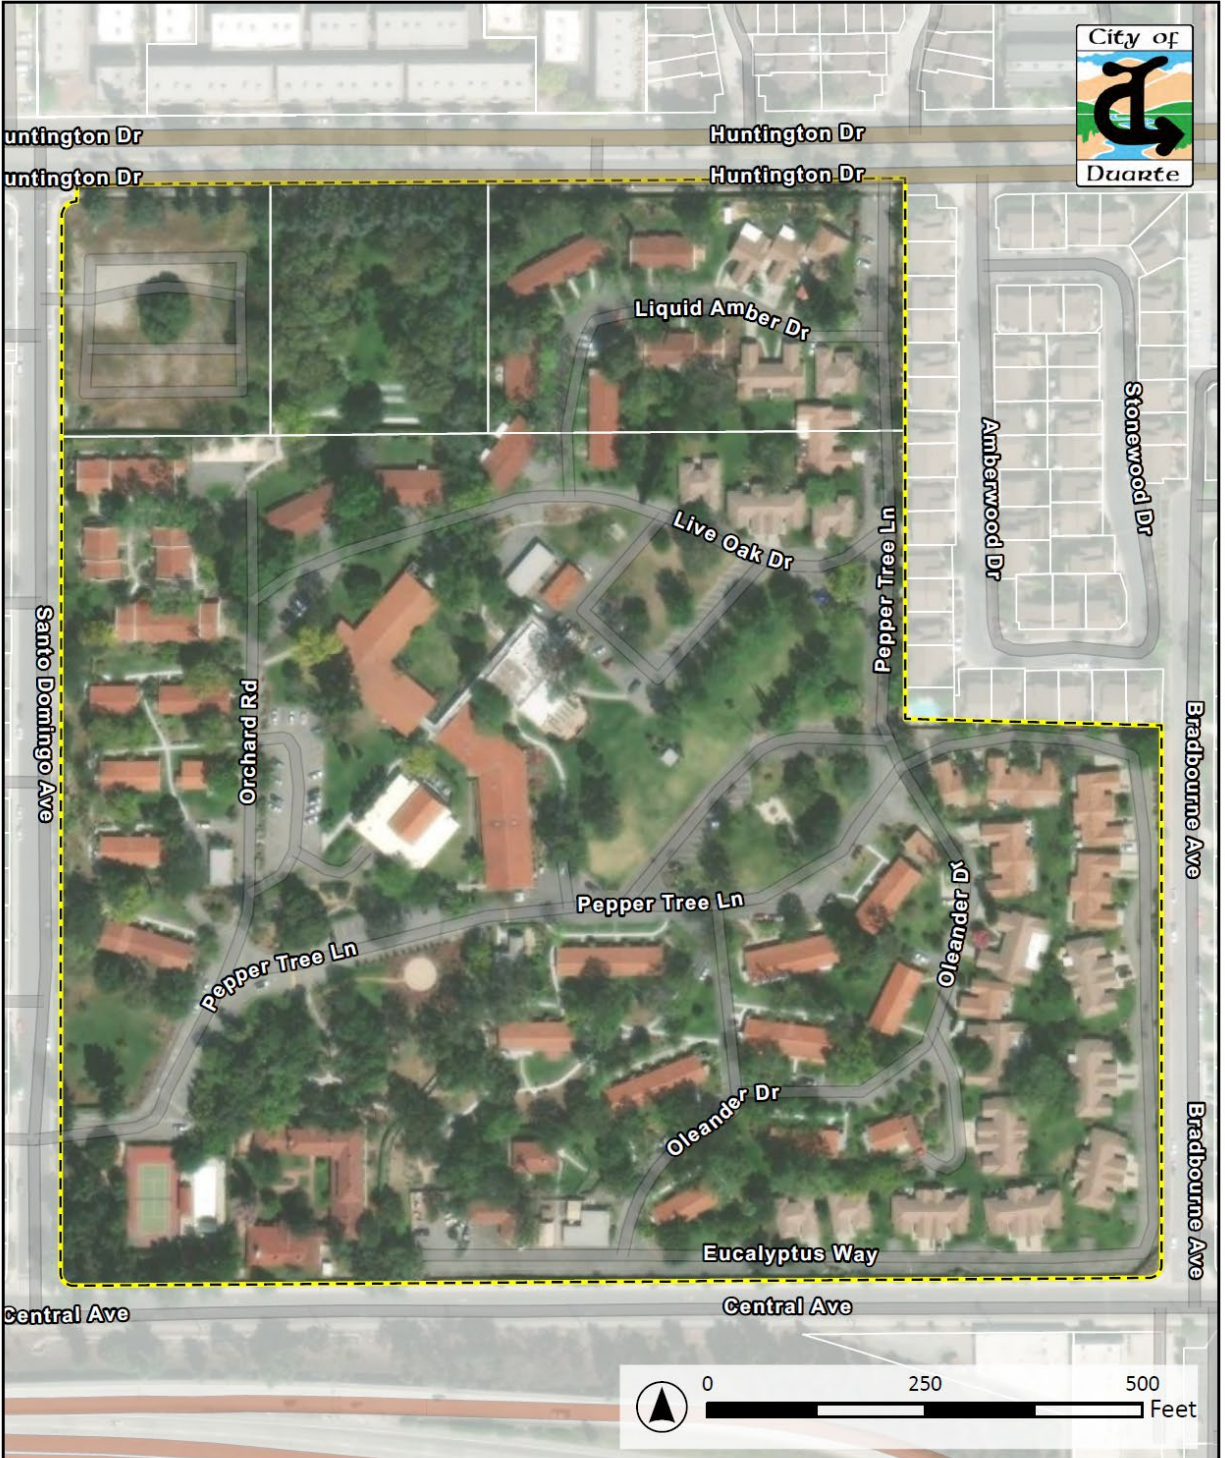 City of
Duarte
untington Dr
Huntington Dr
untington Dr
Huntington Dr
Liquid Amber Dr
Stonewood Dr
Amberwood Dr
Live Oak Dr
Pepper Tree Ln
Santo Domingo Ave
Orchard Rd
Bradbourne Ave
Oleander Dr
Pepper Tree Ln
Pepper Tree Ln
Oleander Dr
Bradbourne Ave
Eucalyptus Way
Central Ave
Central Ave
0 250 500
Feet